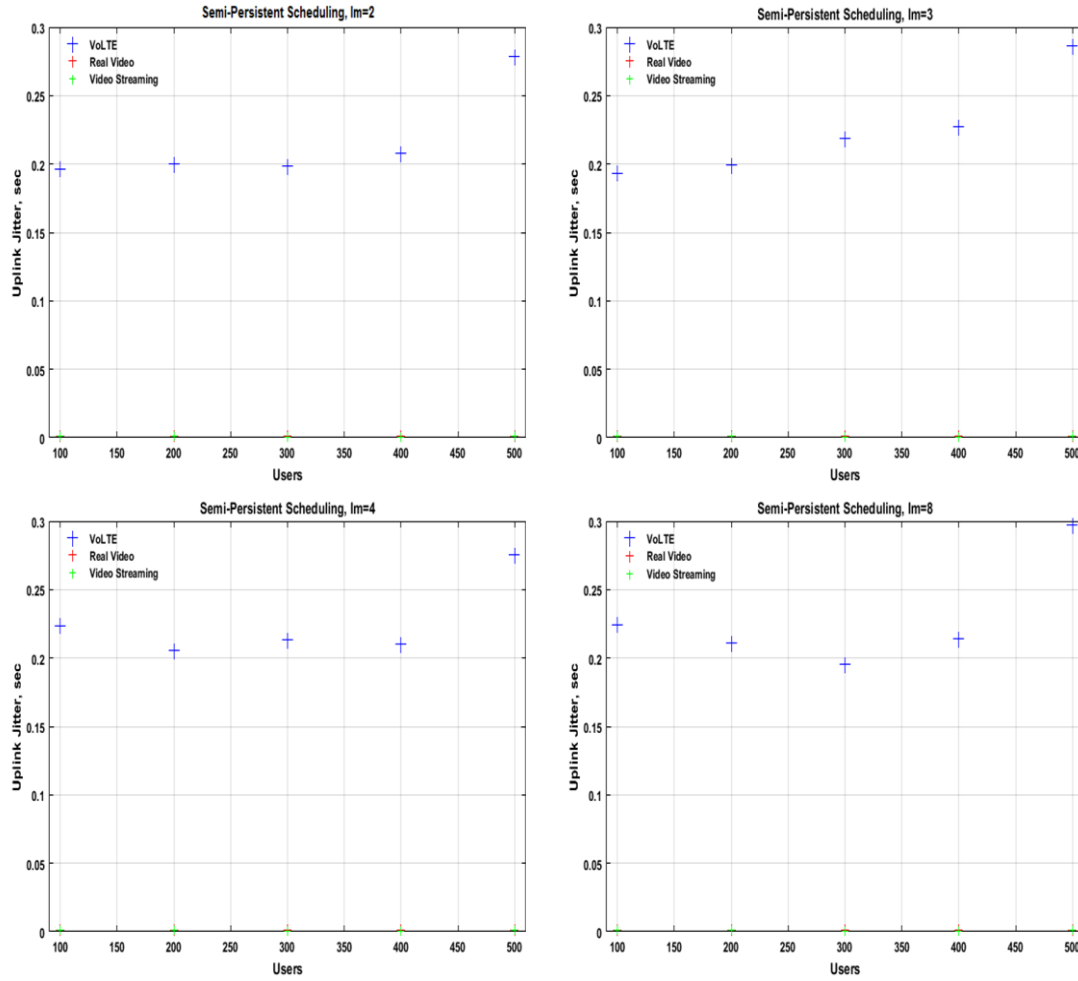 Semi-Persistent Scheduling, Im=2
VoLTE
Real Video
Video Streaming
Uplink Jitter, sec
0.3
0.25
0.2
0.15
0.1
0.05
0
100 150 200 250 300 350 400 450 500
Users
Semi-Persistent Scheduling, Im=3
VoLTE
Real Video
Video Streaming
Uplink Jitter, sec
0.3
0.25
0.2
0.15
0.1
0.05
0
100 150 200 250 300 350 400 450 500
Users
Semi-Persistent Scheduling, Im=4
VoLTE
Real Video
Video Streaming
Uplink Jitter, sec
0.3
0.25
0.2
0.15
0.1
0.05
0
100 150 200 250 300 350 400 450 500
Users
Semi-Persistent Scheduling, Im=8
VoLTE
Real Video
Video Streaming
Uplink Jitter, sec
0.3
0.25
0.2
0.15
0.1
0.05
0
100 150 200 250 300 350 400 450 500
Users